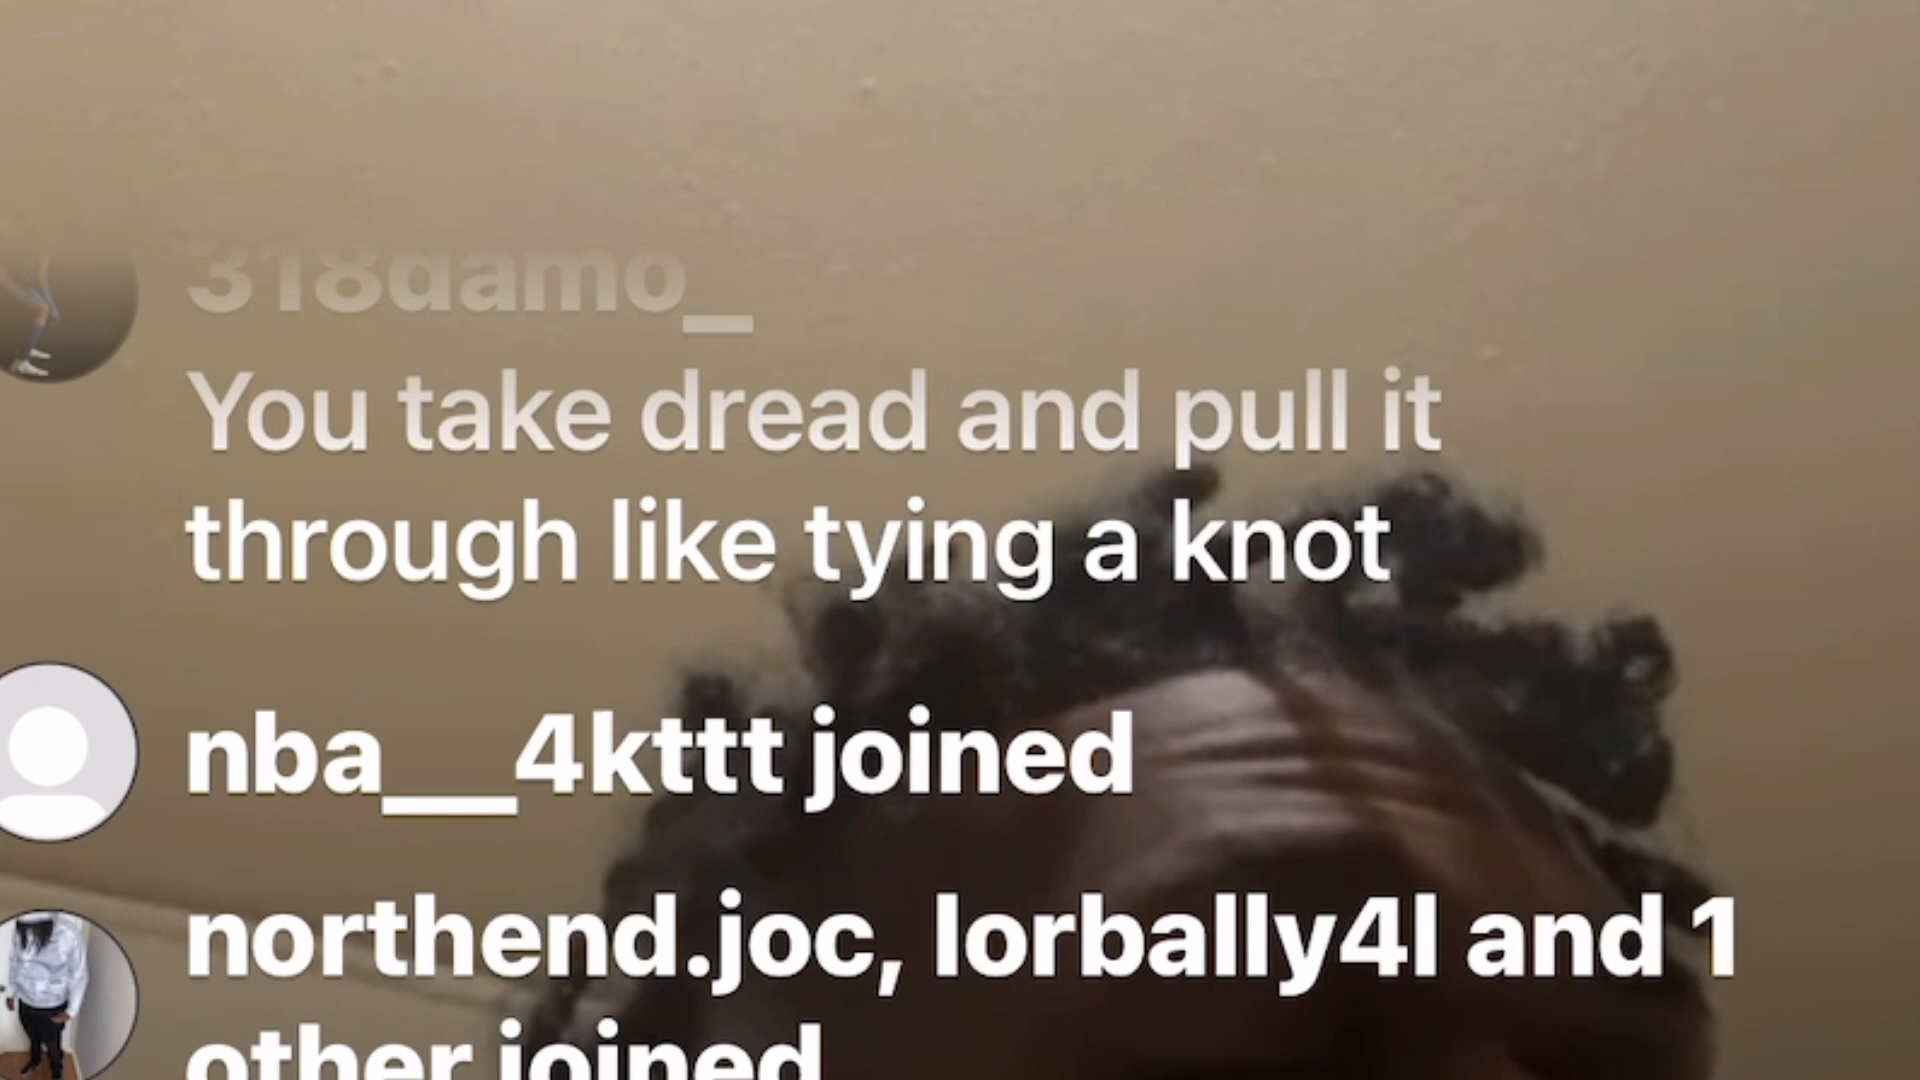 318damo_
You take dread and pull it
through like tying a knot
nba__4kttt joined
northend.joc, lorbally4l and 1
other joined